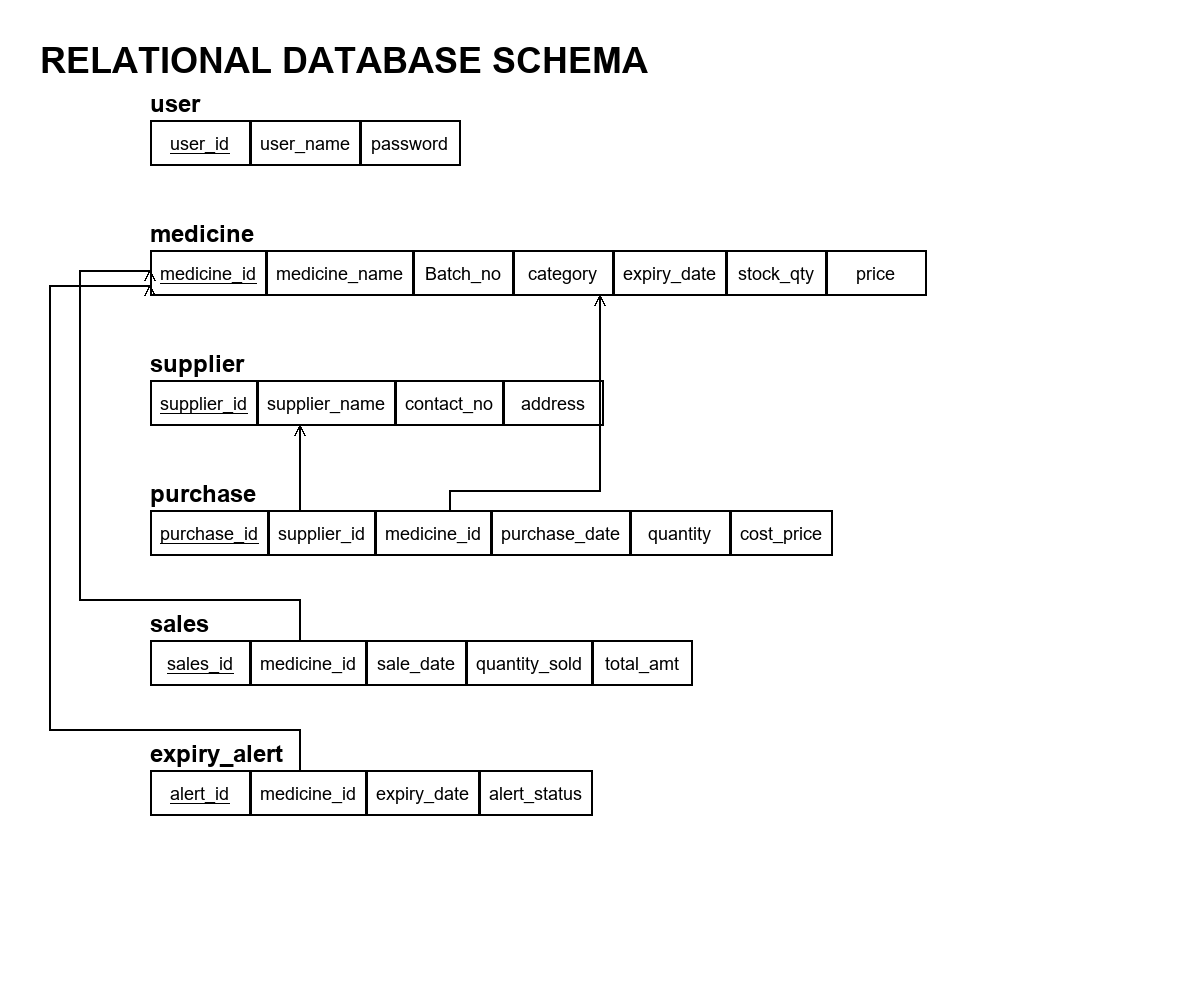 RELATIONAL DATABASE SCHEMA
user
user_id user_name password
medicine
medicine_id medicine_name Batch_no category expiry_date stock_qty price
supplier
supplier_id supplier_name contact_no address
purchase
purchase_id supplier_id medicine_id purchase_date quantity cost_price
sales
sales_id medicine_id sale_date quantity_sold total_amt
expiry_alert
alert_id medicine_id expiry_date alert_status